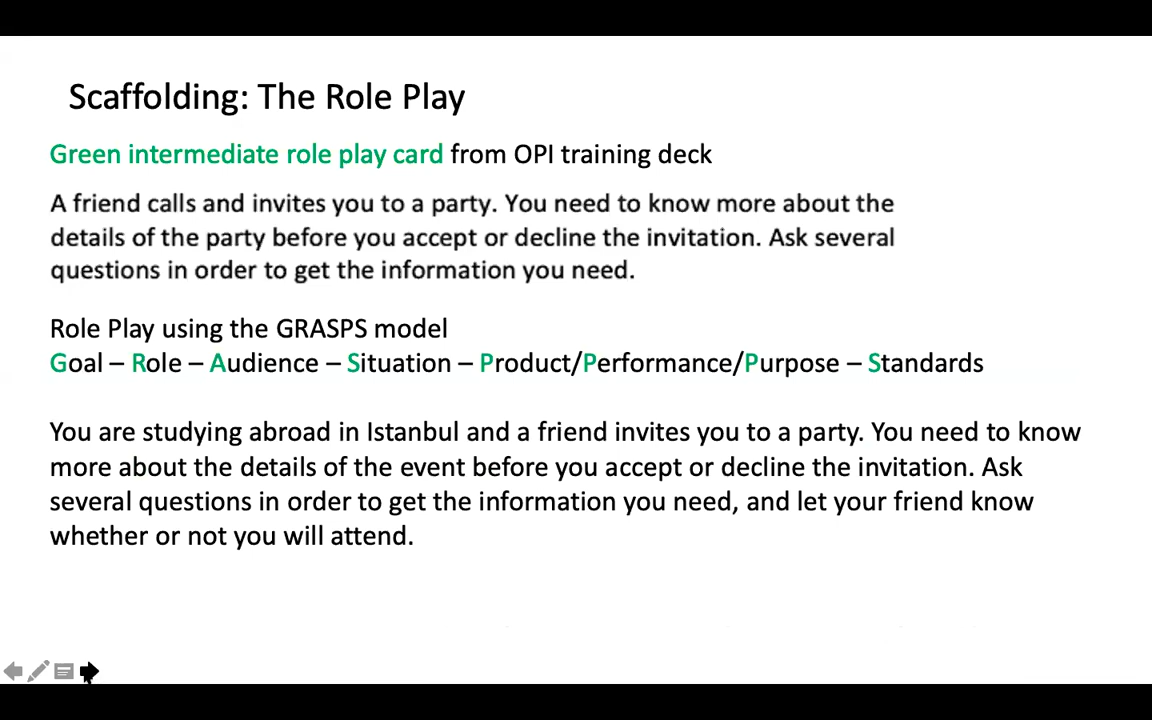 Scaffolding: The Role Play
Green intermediate role play card from OPI training deck
A friend calls and invites you to a party. You need to know more about the
details of the party before you accept or decline the invitation. Ask several
questions in order to get the information you need.
Role Play using the GRASPS model
Goal – Role – Audience – Situation – Product/Performance/Purpose – Standards
You are studying abroad in Istanbul and a friend invites you to a party. You need to know
more about the details of the event before you accept or decline the invitation. Ask
several questions in order to get the information you need, and let your friend know
whether or not you will attend.